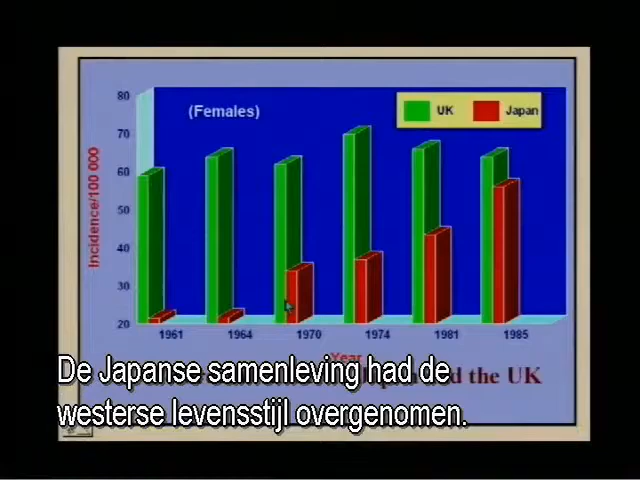 (Females)
UK
Japan
Incidence/100 000
80
70
60
50
40
30
20
1961
1964
1970
1974
1981
1985
Year
d the UK
De Japanse samenleving had de
westerse levensstijl overgenomen.